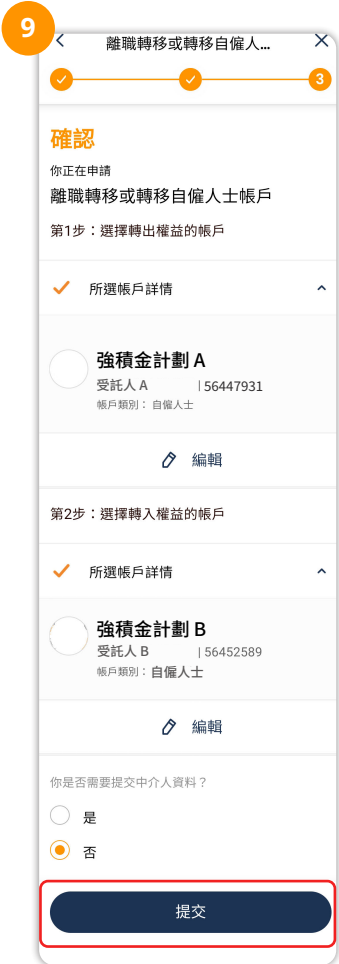 9
離職轉移或轉移自僱人...
3
確認
你正在申請
離職轉移或轉移自僱人士帳戶
第1步：選擇轉出權益的帳戶
所選帳戶詳情
強積金計劃 A
受託人 A | 56447931
帳戶類別： 自僱人士
編輯
第2步：選擇轉入權益的帳戶
所選帳戶詳情
強積金計劃 B
受託人 B | 56452589
帳戶類別：自僱人士
編輯
你是否需要提交中介人資料？
是
否
提交